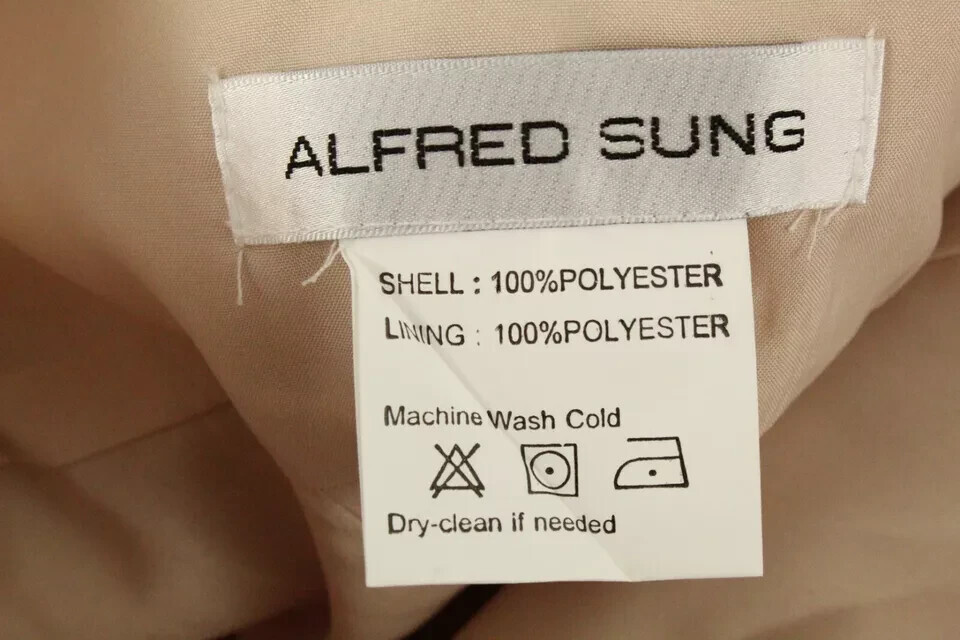 ALFRED SUNG
SHELL : 100%POLYESTER
LINING : 100%POLYESTER
Machine Wash Cold
Dry-clean if needed